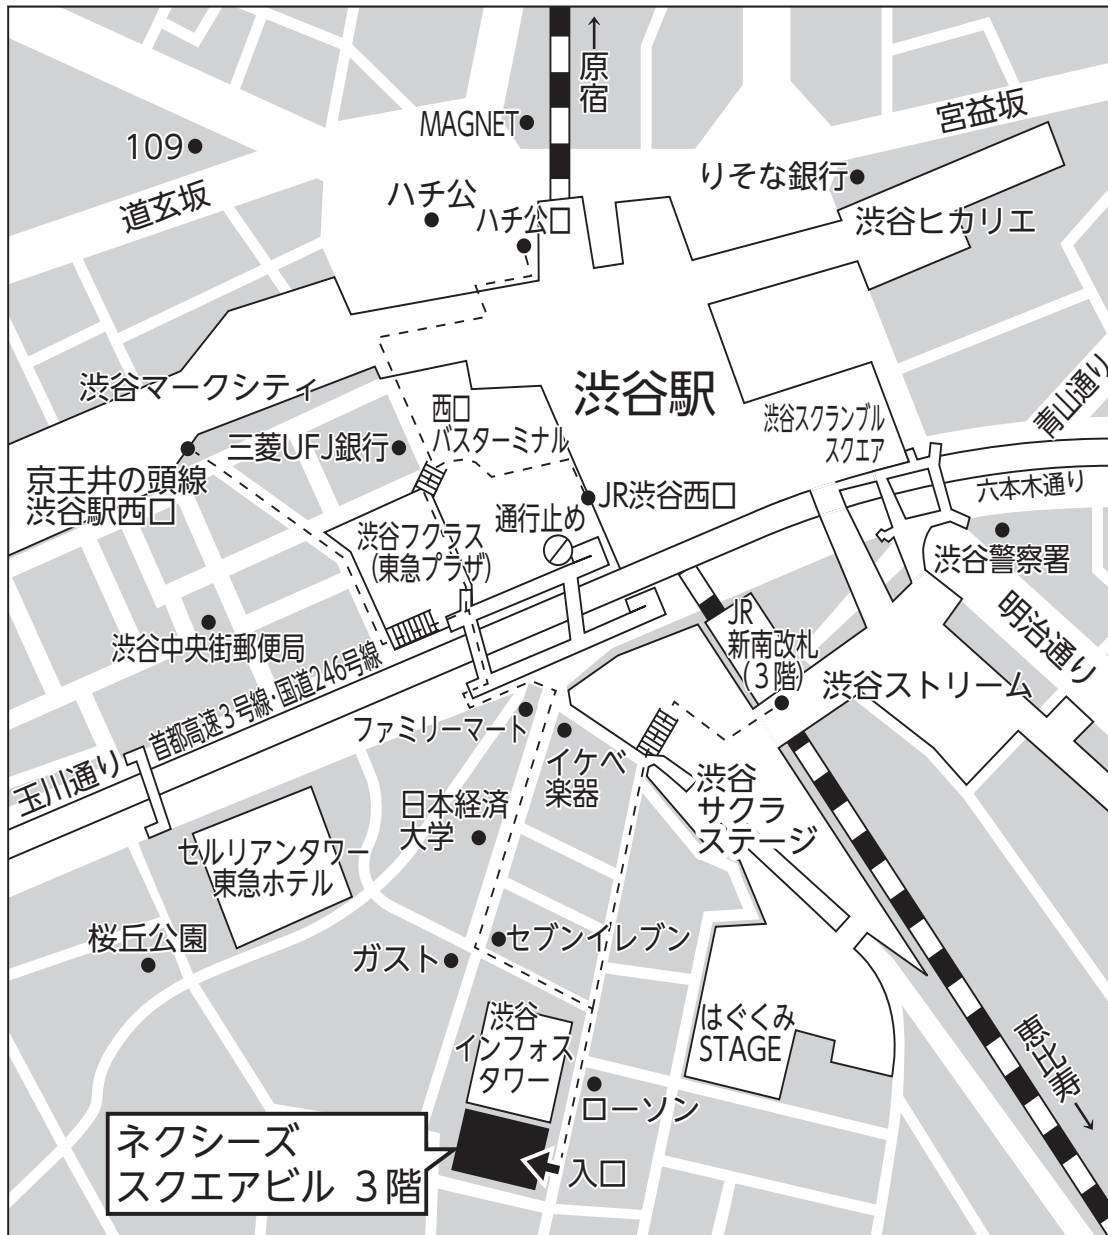 ↑原宿
MAGNET
109
道玄坂
宮益坂
りそな銀行
ハチ公
ハチ公口
渋谷ヒカリエ
渋谷マークシティ
渋谷駅
青山通り
西口
バスターミナル
渋谷スクランブル
スクエア
三菱UFJ銀行
京王井の頭線
渋谷駅西口
JR渋谷西口
六本木通り
通行止め
渋谷フクラス
(東急プラザ)
渋谷警察署
明治通り
渋谷中央街郵便局
JR
新南改札
(3階)
渋谷ストリーム
首都高速3号線・国道246号線
ファミリーマート
玉川通り
イケベ
楽器
渋谷
サクラ
ステージ
日本経済
大学
セルリアンタワー
東急ホテル
桜丘公園
セブンイレブン
ガスト
渋谷
インフォス
タワー
はぐくみ
STAGE
恵比寿→
ローソン
ネクシーズ
スクエアビル 3階
入口